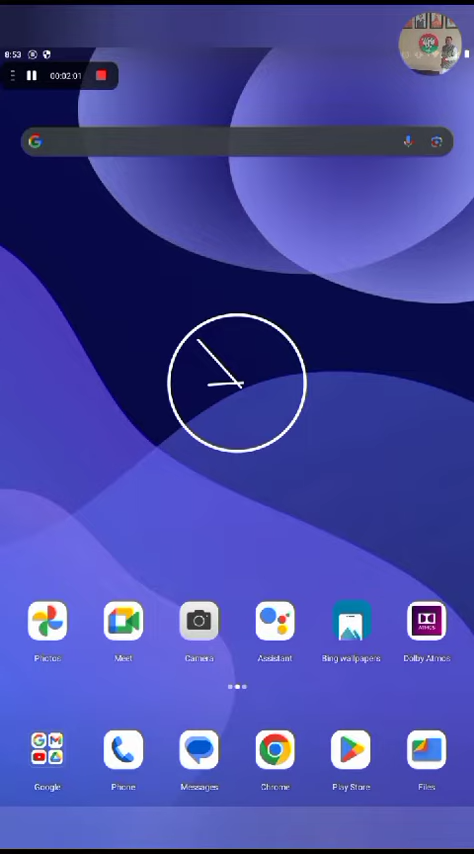 8:53
00:02:01
Photos
Meet
Camera
Assistant
Bing wallpapers
Dolby Atmos
ATMOS
Google
Phone
Messages
Chrome
Play Store
Files